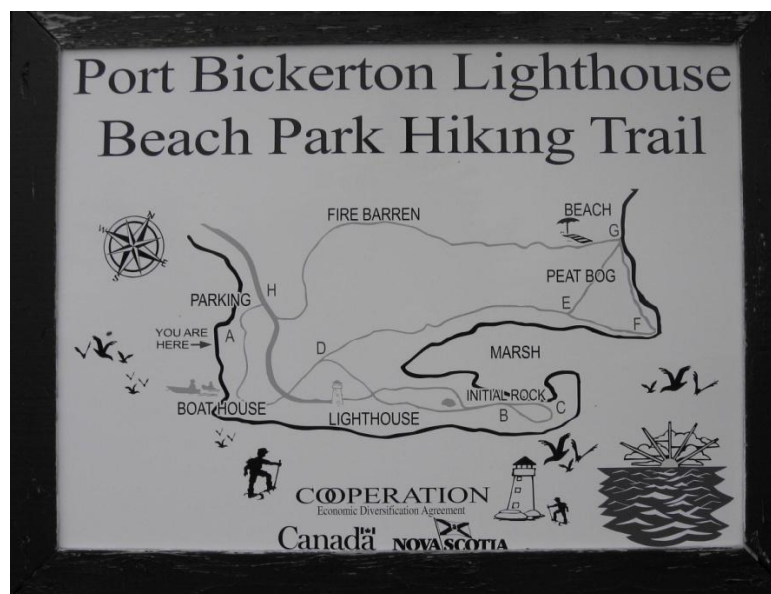 Port Bickerton Lighthouse
Beach Park Hiking Trail
N
W
E
S
FIRE BARREN
BEACH
G
PEAT BOG
H
PARKING
E
YOU ARE
HERE
A
F
D
MARSH
INITIAL ROCK
BOAT HOUSE
LIGHTHOUSE
B
C
COOPERATION
Economic Diversification Agreement
Canada
NOVA SCOTIA